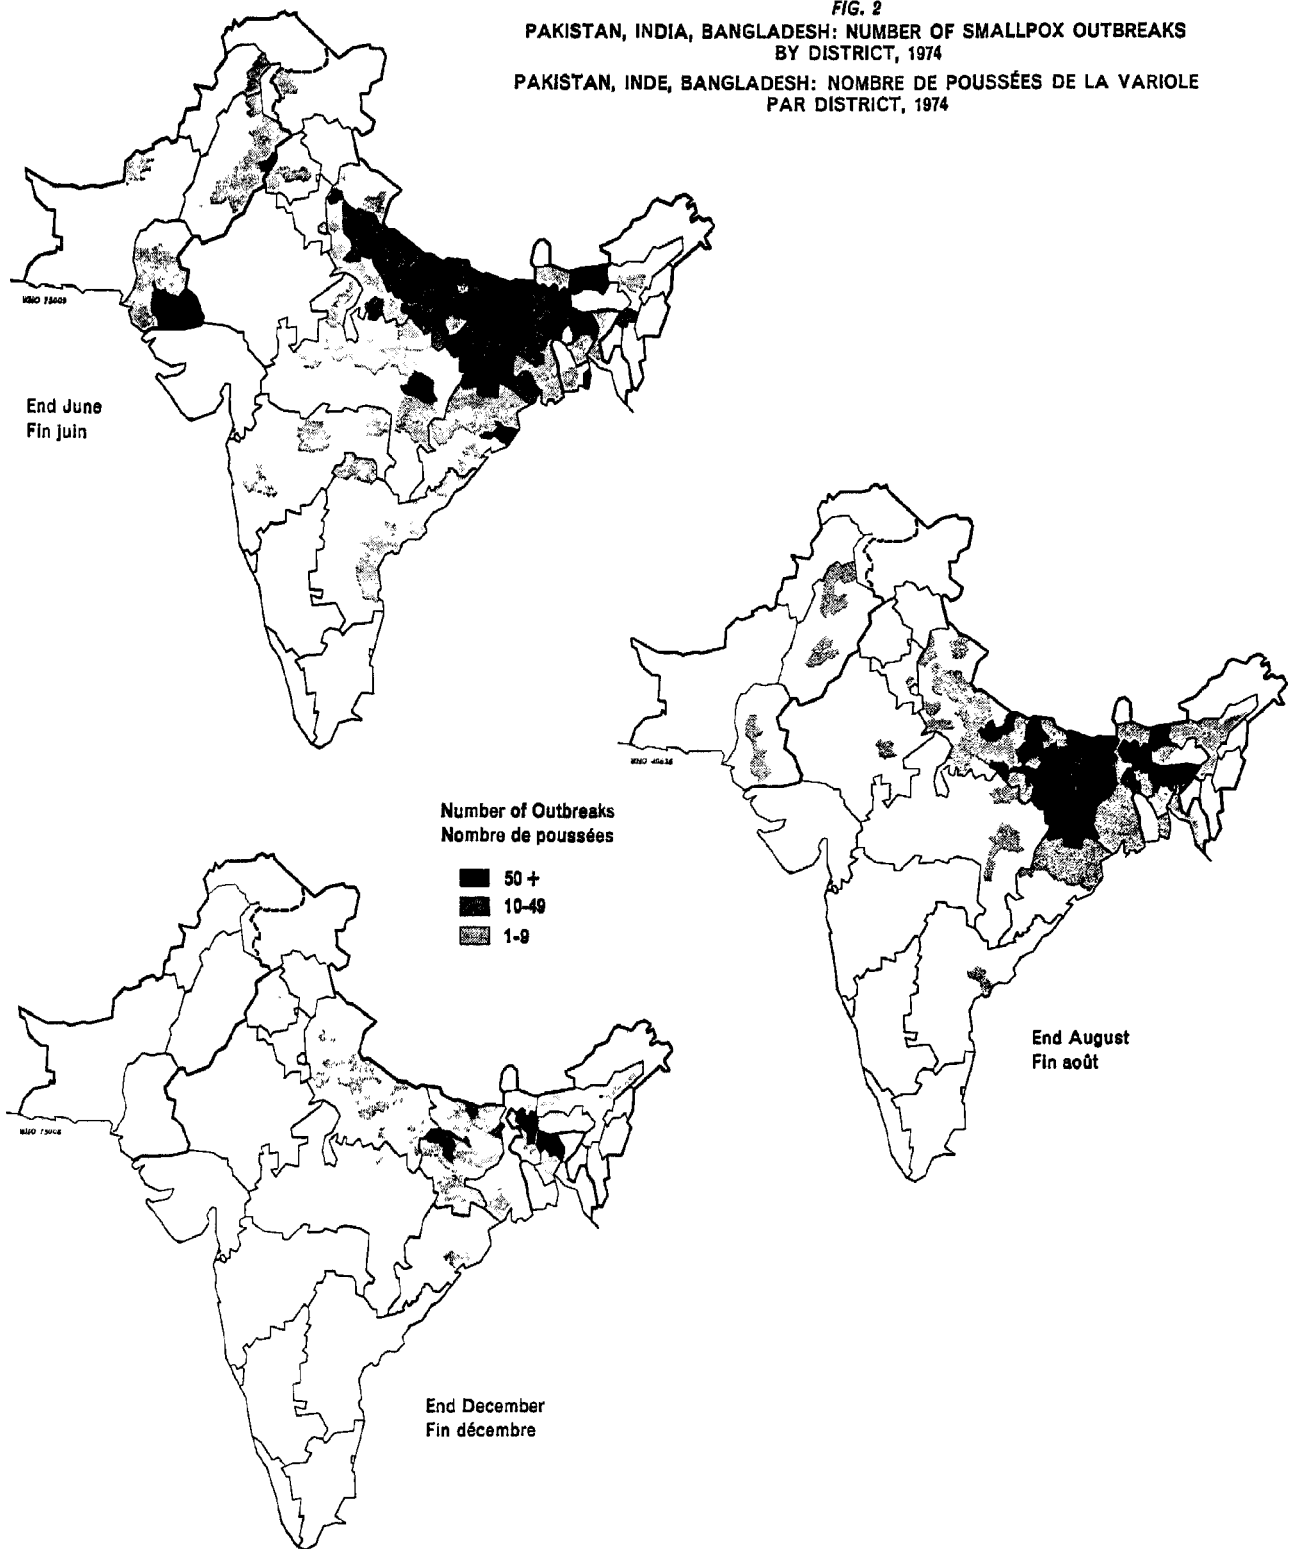 FIG. 2
PAKISTAN, INDIA, BANGLADESH: NUMBER OF SMALLPOX OUTBREAKS
BY DISTRICT, 1974
PAKISTAN, INDE, BANGLADESH: NOMBRE DE POUSSÉES DE LA VARIOLE
PAR DISTRICT, 1974
End June
Fin juin
Number of Outbreaks
Nombre de poussées
50 +
10-49
1-9
End August
Fin août
End December
Fin décembre